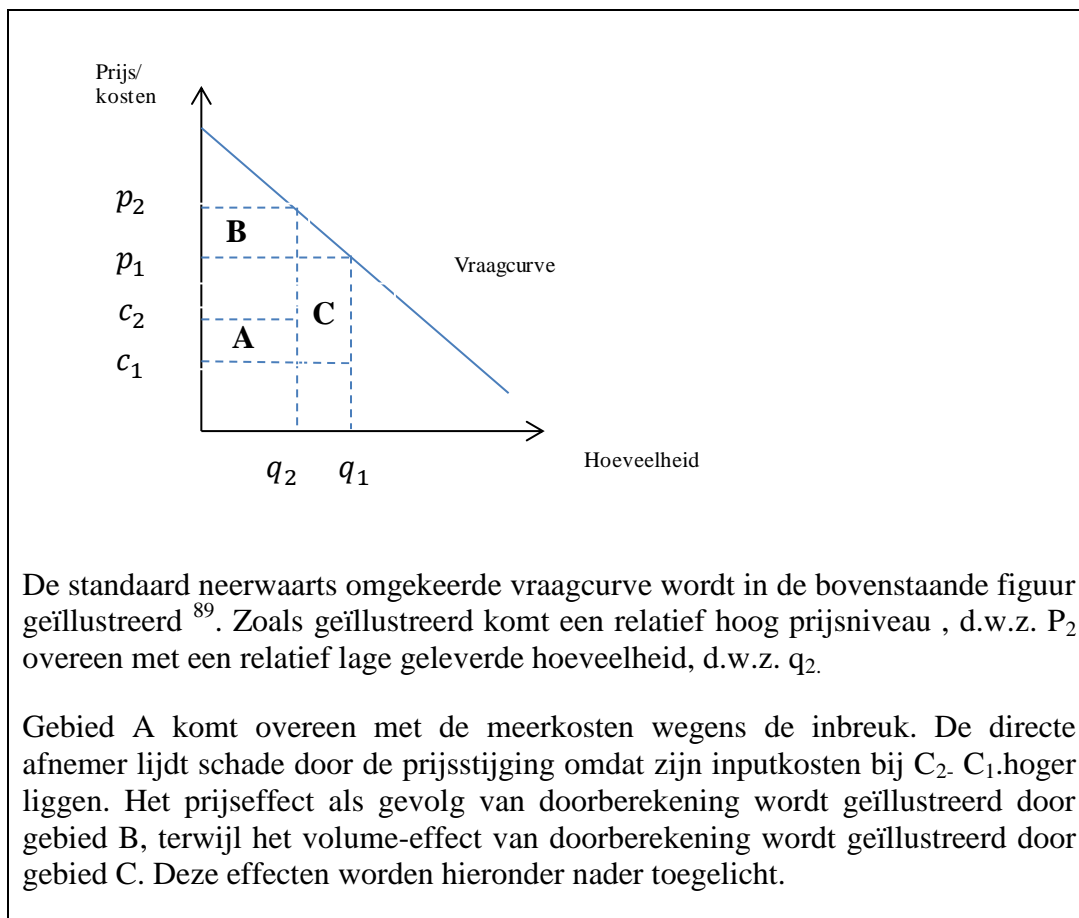 Prijs/
kosten
p₂
B
p₁
Vraagcurve
c₂
C
A
c₁
q₂ q₁
Hoeveelheid
De standaard neerwaarts omgekeerde vraagcurve wordt in de bovenstaande figuur
geïllustreerd ⁸⁹. Zoals geïllustreerd komt een relatief hoog prijsniveau , d.w.z. P₂
overeen met een relatief lage geleverde hoeveelheid, d.w.z. q₂.
Gebied A komt overeen met de meerkosten wegens de inbreuk. De directe
afnemer lijdt schade door de prijsstijging omdat zijn inputkosten bij C₂₋ C₁.hoger
liggen. Het prijseffect als gevolg van doorberekening wordt geïllustreerd door
gebied B, terwijl het volume-effect van doorberekening wordt geïllustreerd door
gebied C. Deze effecten worden hieronder nader toegelicht.